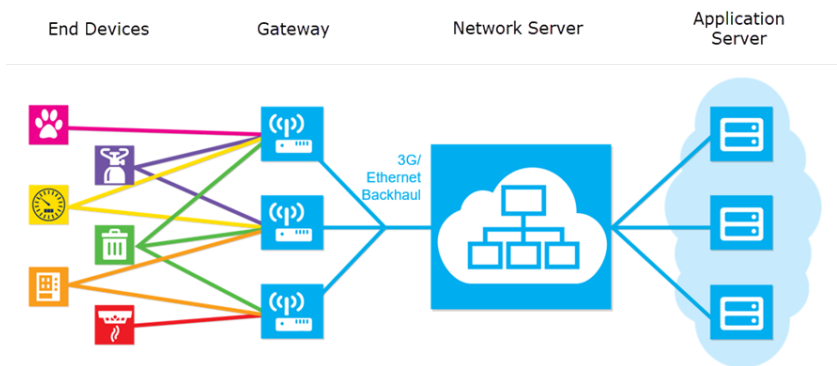 End Devices
Gateway
Network Server
Application
Server
3G/
Ethernet
Backhaul